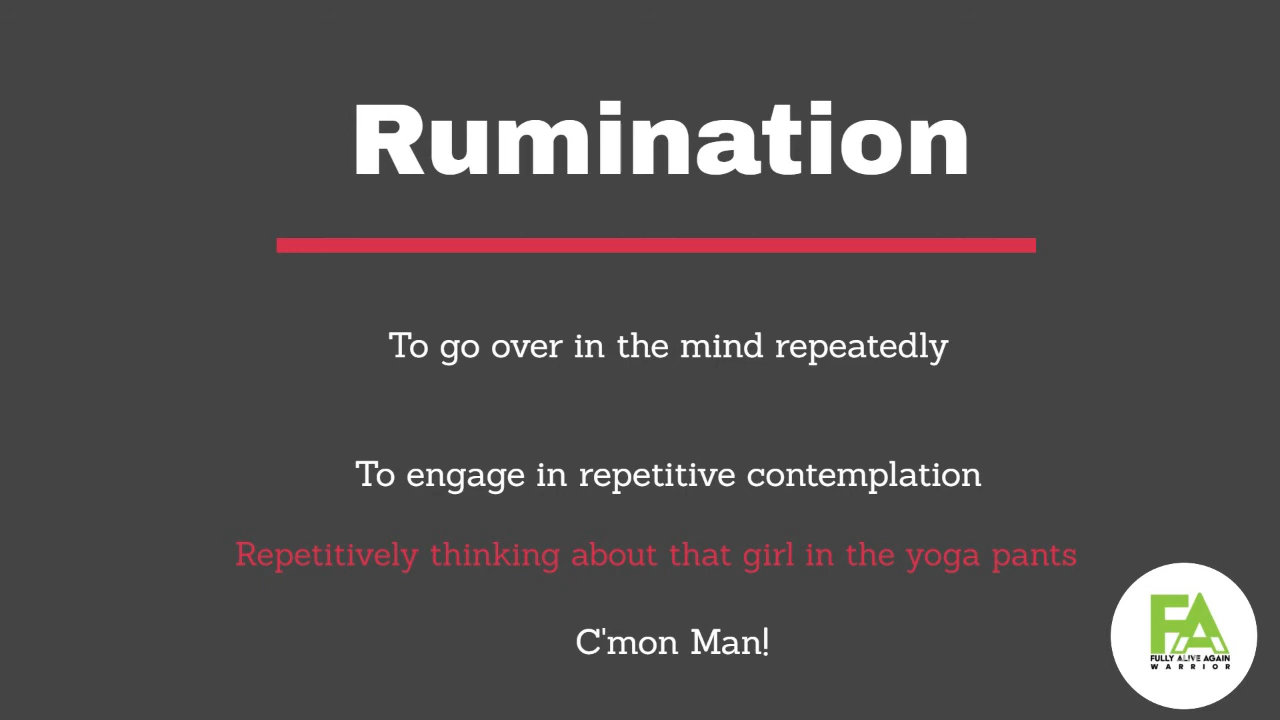 Rumination
To go over in the mind repeatedly
To engage in repetitive contemplation
Repetitively thinking about that girl in the yoga pants
C'mon Man!
FA
FULLY ALIVE AGAIN
WARRIOR